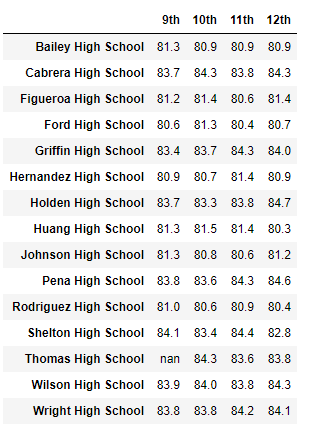 9th 10th 11th 12th
Bailey High School 81.3 80.9 80.9 80.9
Cabrera High School 83.7 84.3 83.8 84.3
Figueroa High School 81.2 81.4 80.6 81.4
Ford High School 80.6 81.3 80.4 80.7
Griffin High School 83.4 83.7 84.3 84.0
Hernandez High School 80.9 80.7 81.4 80.9
Holden High School 83.7 83.3 83.8 84.7
Huang High School 81.3 81.5 81.4 80.3
Johnson High School 81.3 80.8 80.6 81.2
Pena High School 83.8 83.6 84.3 84.6
Rodriguez High School 81.0 80.6 80.9 80.4
Shelton High School 84.1 83.4 84.4 82.8
Thomas High School nan 84.3 83.6 83.8
Wilson High School 83.9 84.0 83.8 84.3
Wright High School 83.8 83.8 84.2 84.1